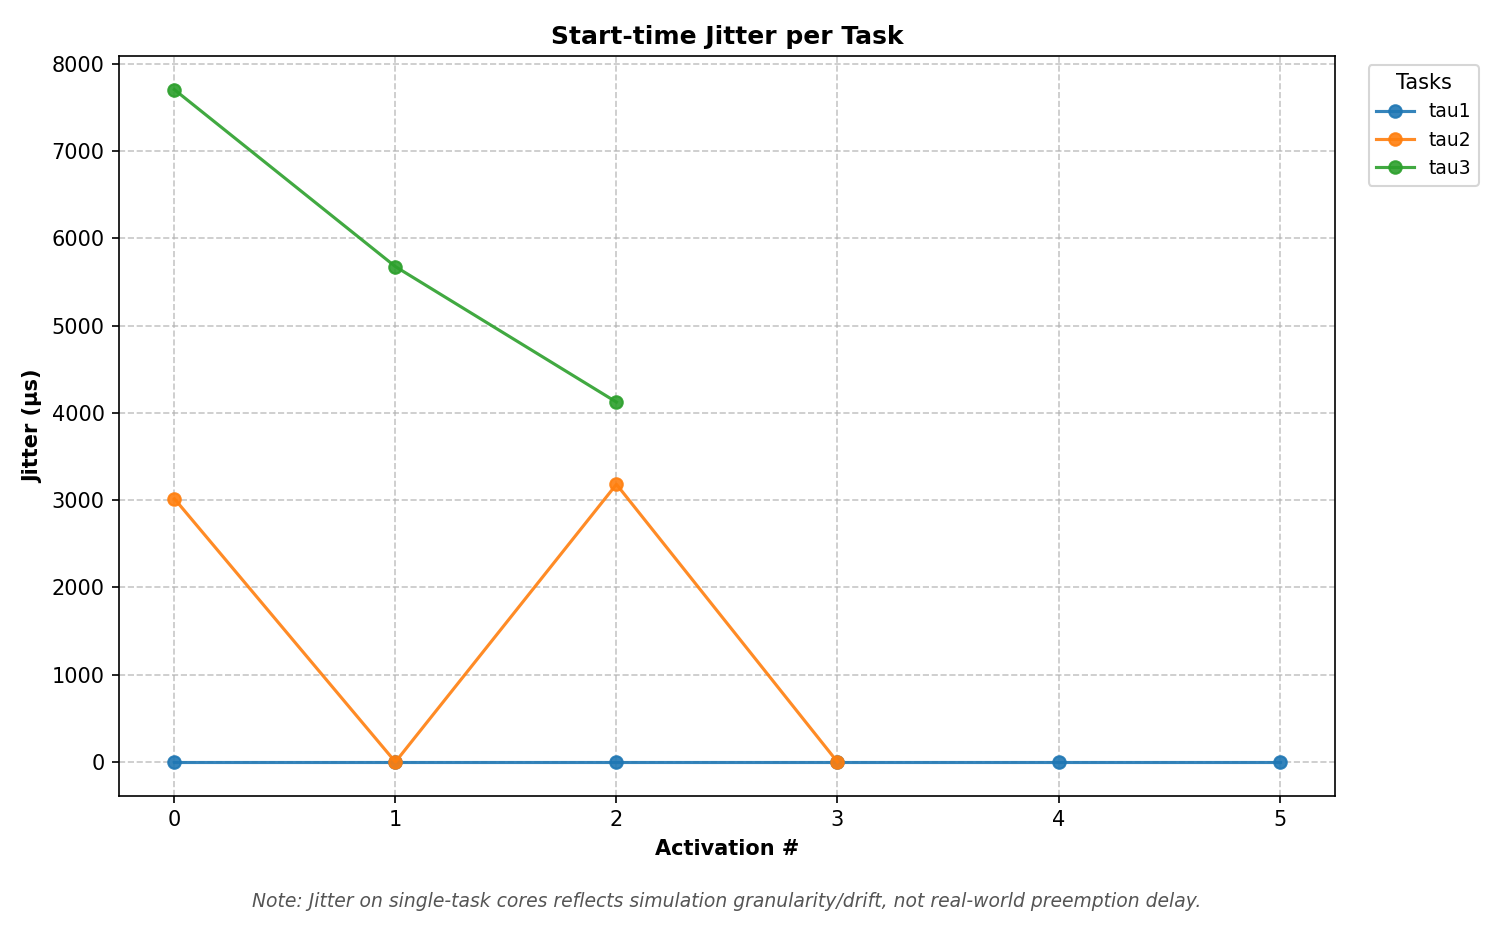 Start-time Jitter per Task
8000
7000
6000
5000
4000
3000
2000
1000
0
Jitter (µs)
0 1 2 3 4 5
Activation #
Tasks
tau1
tau2
tau3
Note: Jitter on single-task cores reflects simulation granularity/drift, not real-world preemption delay.